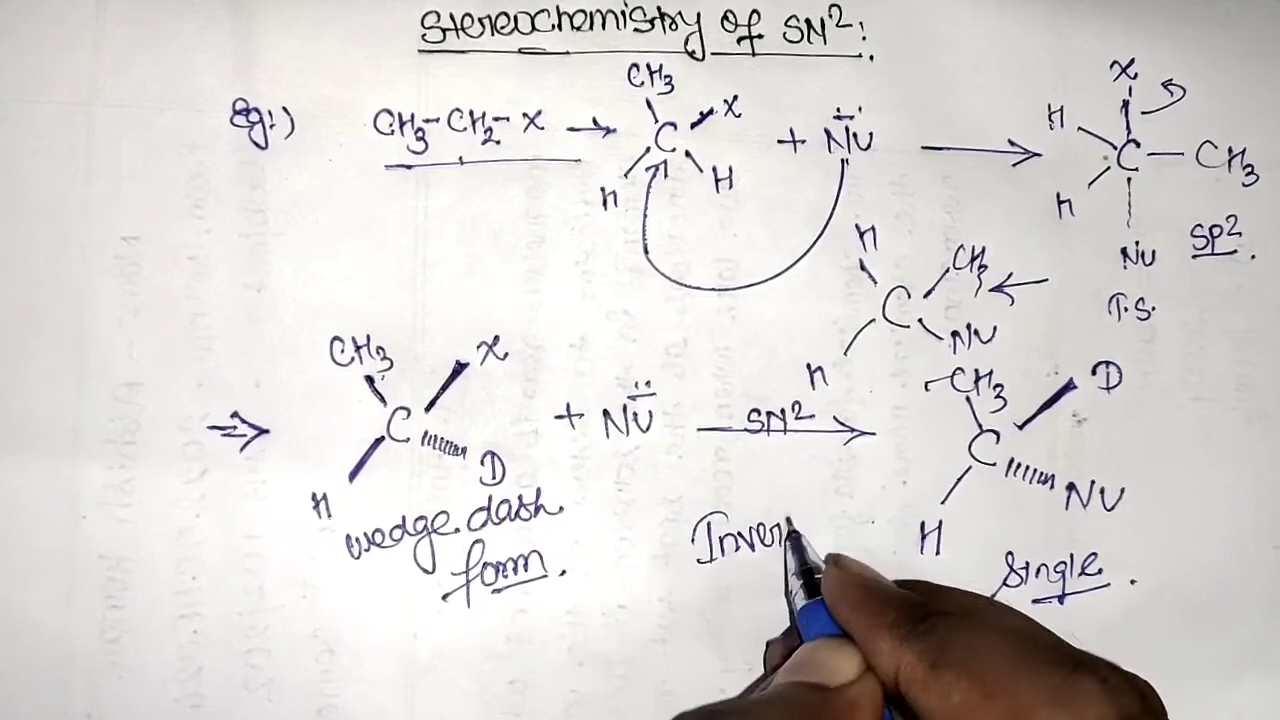 Stereochemistry of SN²:
Eg:) CH₃-CH₂-X → CH₃ C X H H + N̈ū → X H H C CH₃ Nu
SP².
T.S.
H H C CH₃ Nu ←
⇒ CH₃ C X D H + N̈ū SN² → CH₃ C D Nu H
wedge dash
form.
Inver
Single.